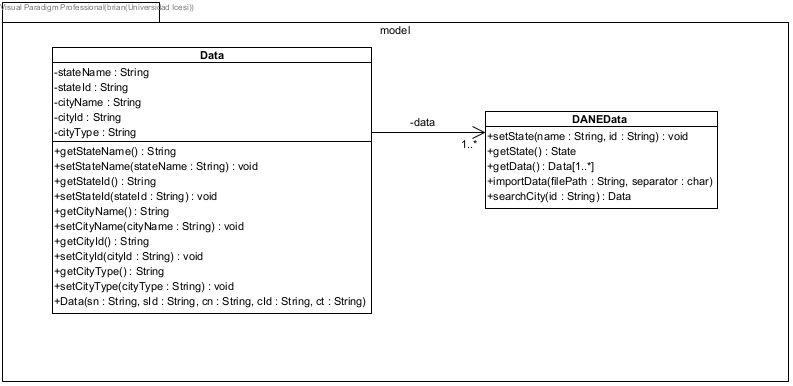 Visual Paradigm Professional(brian(Universidad Icesi))
model
Data
-stateName : String
-stateId : String
-cityName : String
-cityId : String
-cityType : String
+getStateName() : String
+setStateName(stateName : String) : void
+getStateId() : String
+setStateId(stateId : String) : void
+getCityName() : String
+setCityName(cityName : String) : void
+getCityId() : String
+setCityId(cityId : String) : void
+getCityType() : String
+setCityType(cityType : String) : void
+Data(sn : String, sId : String, cn : String, cId : String, ct : String)
-data
1..*
DANEData
+setState(name : String, id : String) : void
+getState() : State
+getData() : Data[1..*]
+importData(filePath : String, separator : char)
+searchCity(id : String) : Data